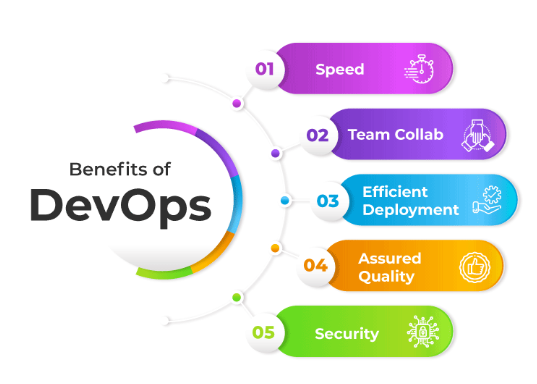 Benefits of
DevOps
01
Speed
02
Team Collab
03
Efficient
Deployment
04
Assured
Quality
05
Security